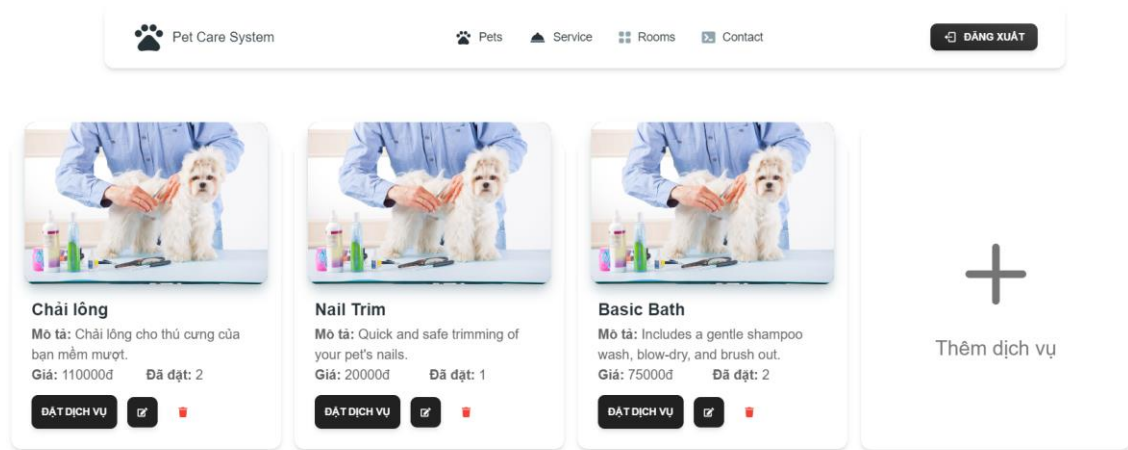 Pet Care System
Pets
Service
Rooms
Contact
ĐĂNG XUẤT
Chải lông
Mô tả: Chải lông cho thú cưng của
bạn mềm mượt.
Giá: 110000đ Đã đặt: 2
ĐẶT DỊCH VỤ
Nail Trim
Mô tả: Quick and safe trimming of
your pet's nails.
Giá: 20000đ Đã đặt: 1
ĐẶT DỊCH VỤ
Basic Bath
Mô tả: Includes a gentle shampoo
wash, blow-dry, and brush out.
Giá: 75000đ Đã đặt: 2
ĐẶT DỊCH VỤ
Thêm dịch vụ